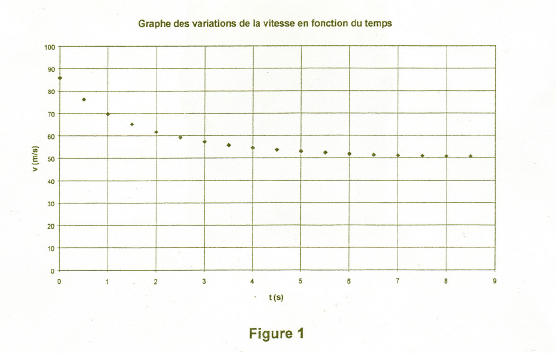 Graphe des variations de la vitesse en fonction du temps
100
90
80
70
60
50
40
30
20
10
0
v (m/s)
0 1 2 3 4 5 6 7 8 9
t (s)
Figure 1